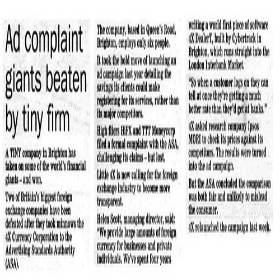 Ad complaint
giants beaten
by tiny firm
A TINY company in Brighton has
taken on some of the world's financial
giants – and won.
Two of Britain's biggest foreign
exchange companies have been
defeated after they took minnows the
4X Currency Corporation to the
Advertising Standards Authority
(ASA).
The company, based in Queen's Road,
Brighton, employs only six people.
It took the bold move of launching an
ad campaign last year detailing the
savings its clients could make
registering for its services, rather than
its major competitors.
High fliers HIFX and TTT Moneycorp
filed a formal complaint with the ASA,
challenging its claims – but lost.
Little 4X is now calling for the foreign
exchange industry to become more
transparent.
Helen Scott, managing director, said:
"We provide large amounts of foreign
currency for businesses and private
individuals. We've spent four years
writing a world first piece of software
4X Dealer, built by Cybertrack in
Brighton, which runs straight into the
London Interbank Market.
"So when a customer logs on they can
tell at once they're getting a much
better rate than they'd get at banks."
4X asked research company Ipsos
MORI to check its prices against its
competitors. The results were turned
into the ad campaign.
But the ASA concluded the comparison
was both fair and unlikely to mislead
the consumer.
4X relaunched the campaign last week.